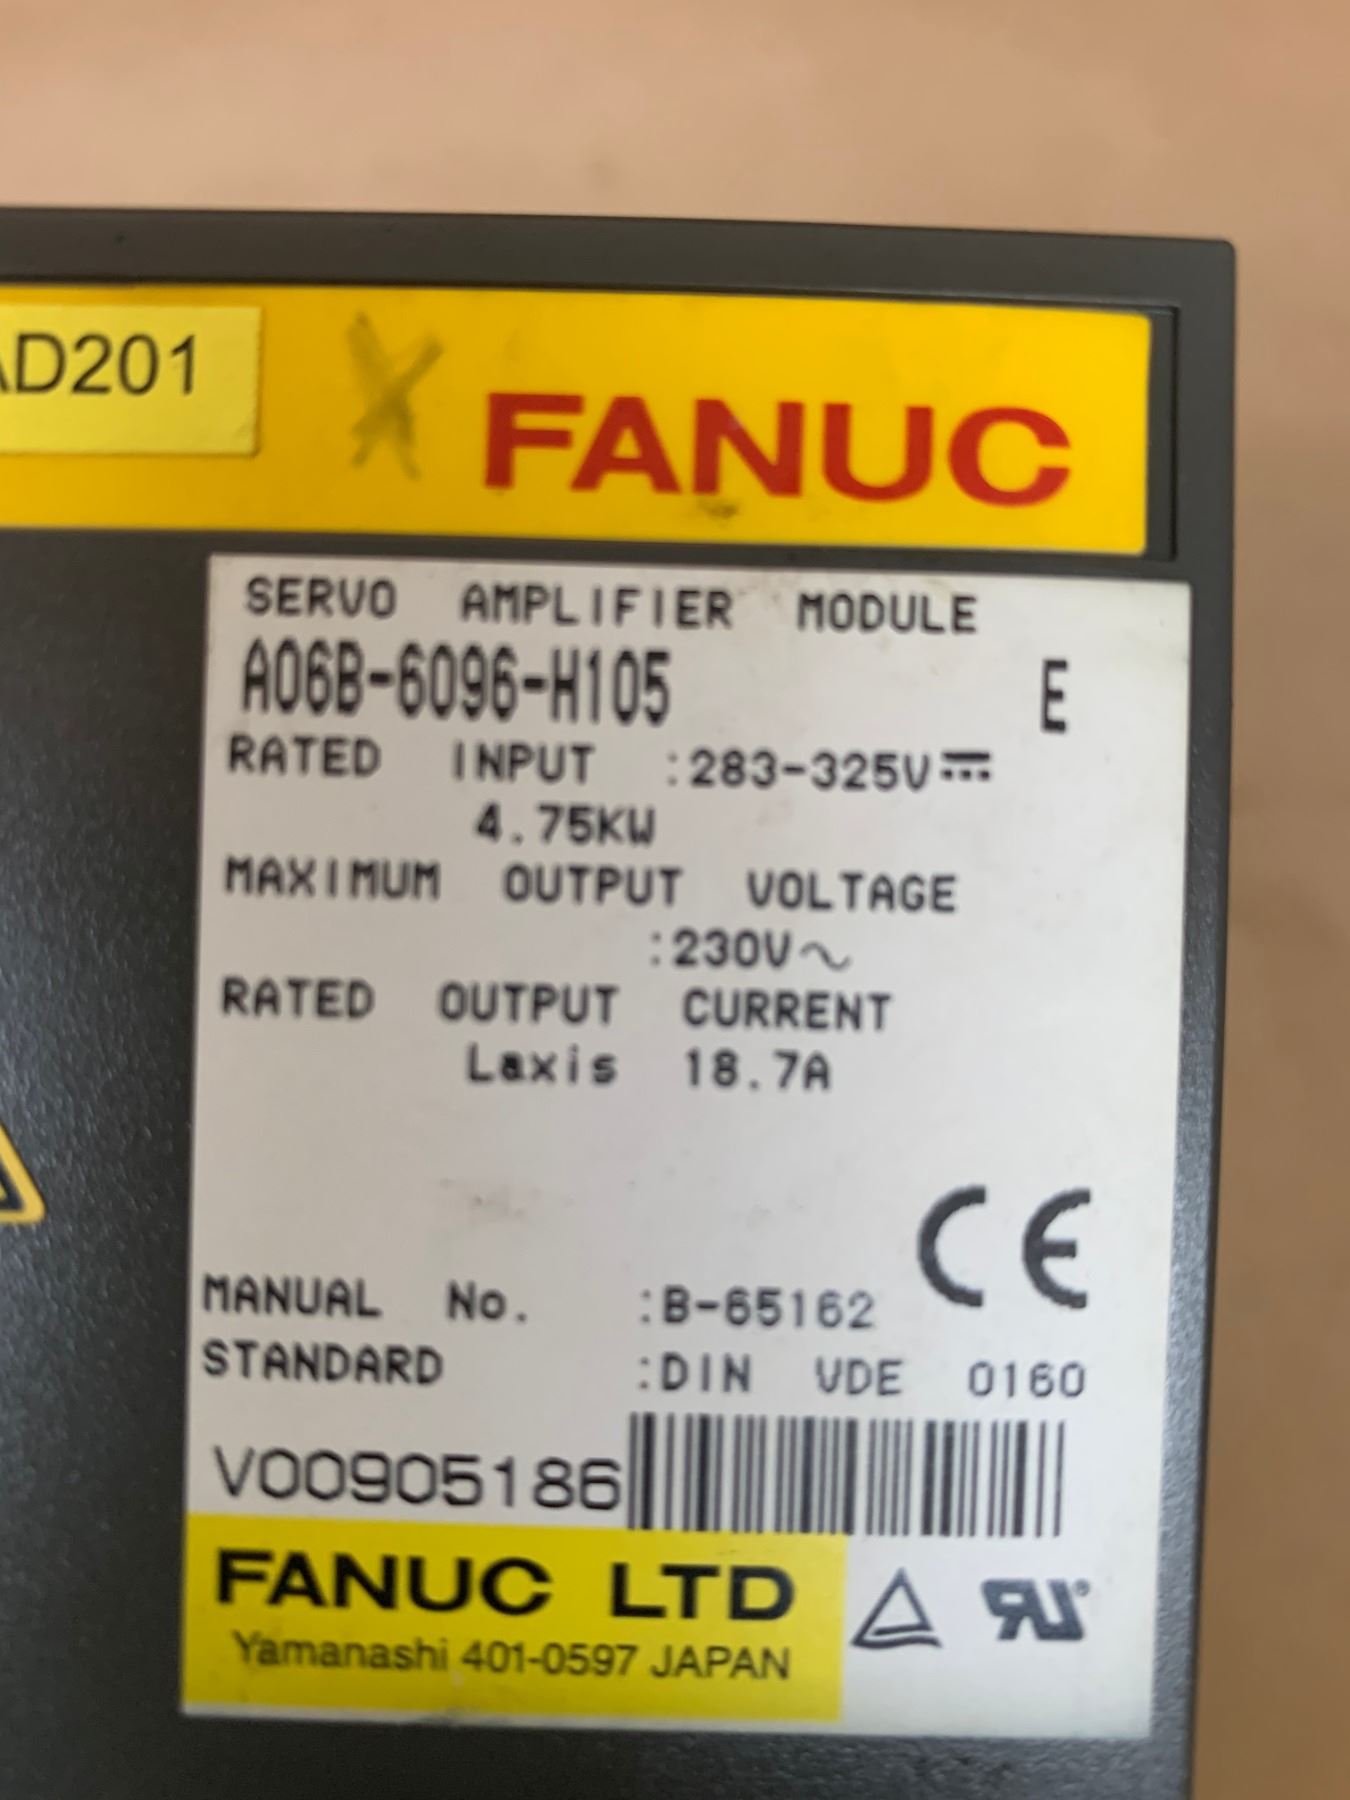 AD201
FANUC
SERVO AMPLIFIER MODULE
A06B-6096-H105 E
RATED INPUT :283-325V⎓
4.75KW
MAXIMUM OUTPUT VOLTAGE
:230V~
RATED OUTPUT CURRENT
Laxis 18.7A
CE
MANUAL No. :B-65162
STANDARD :DIN VDE 0160
V00905186
FANUC LTD
Yamanashi 401-0597 JAPAN